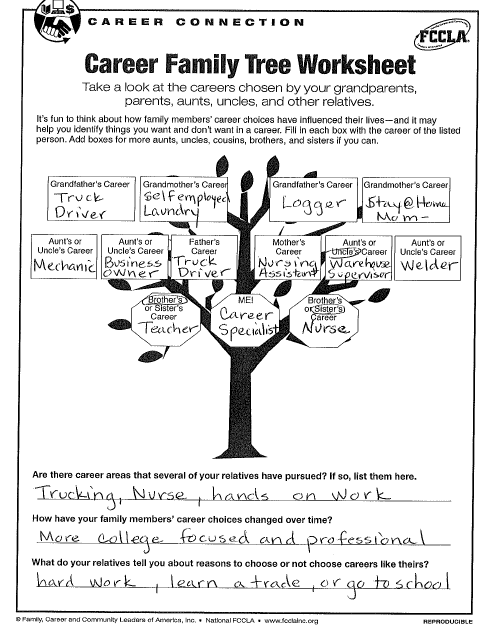 U $
CAREER CONNECTION
FCCLA
Career Family Tree Worksheet
Take a look at the careers chosen by your grandparents,
parents, aunts, uncles, and other relatives.
It's fun to think about how family members' career choices have influenced their lives—and it may
help you identify things you want and don't want in a career. Fill in each box with the career of the listed
person. Add boxes for more aunts, uncles, cousins, brothers, and sisters if you can.
Grandfather's Career
Truck
Driver
Grandmother's Career
Self employed
Laundry
Grandfather's Career
Logger
Grandmother's Career
Stay @ Home
Mom-
Aunt's or
Uncle's Career
Mechanic
Aunt's or
Uncle's Career
Business
owner
Father's
Career
Truck
Driver
Mother's
Career
Nursing
Assistant
Aunt's or
Uncle's Career
Warehouse
Supervisor
Aunt's or
Uncle's Career
Welder
Brother's
or Sister's
Career
Teacher
ME!
Career
Specialist
Brother's
or Sister's
Career
Nurse
Are there career areas that several of your relatives have pursued? If so, list them here.
Trucking, Nurse, hands on work
How have your family members' career choices changed over time?
More college focused and professional
What do your relatives tell you about reasons to choose or not choose careers like theirs?
hard work, learn a trade, or go to school
© Family, Career and Community Leaders of America, Inc. • National FCCLA • www.fcclainc.org
REPRODUCIBLE